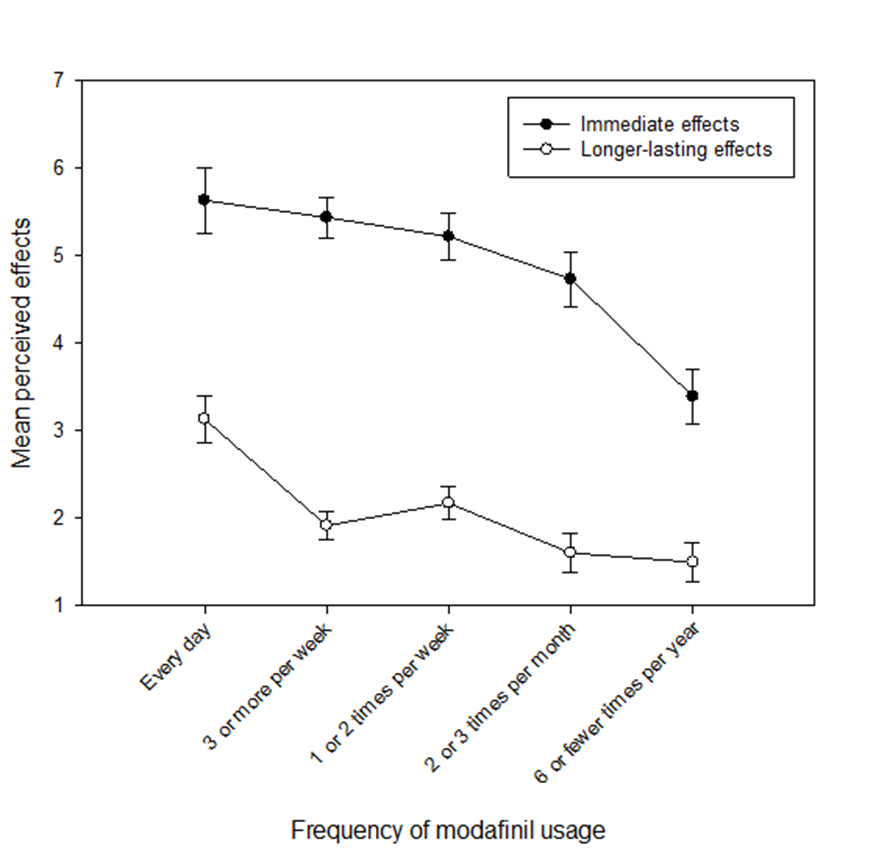 7
6
5
4
3
2
1
Mean perceived effects
Immediate effects
Longer-lasting effects
Every day
3 or more per week
1 or 2 times per week
2 or 3 times per month
6 or fewer times per year
Frequency of modafinil usage